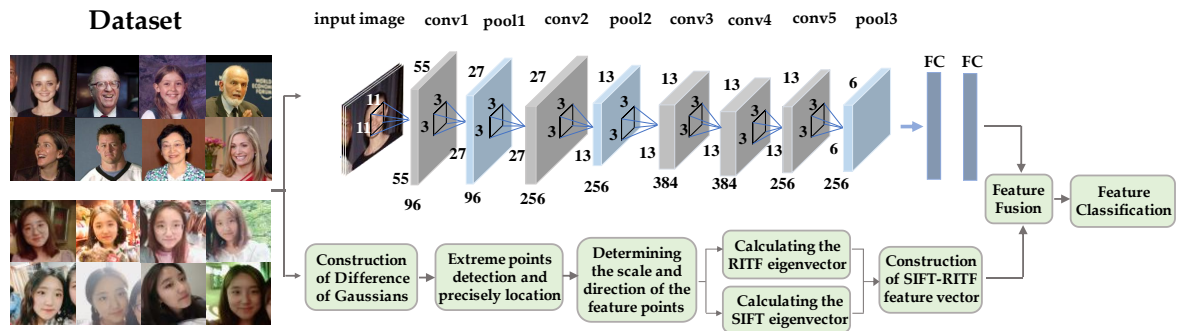 Dataset
input image conv1 pool1 conv2 pool2 conv3 conv4 conv5 pool3
FC FC
55 27 27 13 13 13 13 6
11 3 3 3 3 3 3 3
11 3 3 3 3 3 3 3
55 27 27 13 13 13 13 6
96 96 256 256 384 384 256 256
WORLD
ECONOMIC
FORUM
Feature
Fusion
Feature
Classification
Construction
of Difference
of Gaussians
Extreme points
detection and
precisely location
Determining
the scale and
direction of the
feature points
Calculating the
RITF eigenvector
Calculating the
SIFT eigenvector
Construction
of SIFT-RITF
feature vector